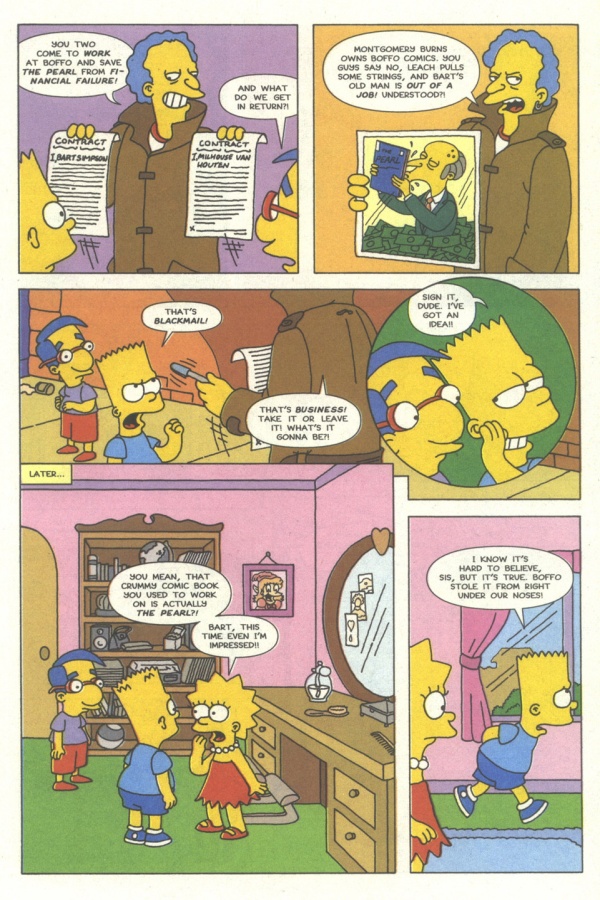 YOU TWO
COME TO WORK
AT BOFFO AND SAVE
THE PEARL FROM FI-
NANCIAL FAILURE!
AND WHAT
DO WE GET
IN RETURN?!
CONTRACT
I, BART SIMPSON
CONTRACT
I, MILHOUSE VAN
HOUTEN
X
MONTGOMERY BURNS
OWNS BOFFO COMICS. YOU
GUYS SAY NO, LEACH PULLS
SOME STRINGS, AND BART'S
OLD MAN IS OUT OF A
JOB! UNDERSTOOD?!
THE
PEARL
THAT'S
BLACKMAIL!
THAT'S BUSINESS!
TAKE IT OR LEAVE
IT! WHAT'S IT
GONNA BE?!
SIGN IT,
DUDE. I'VE
GOT AN
IDEA!!
LATER...
YOU MEAN, THAT
CRUMMY COMIC BOOK
YOU USED TO WORK
ON IS ACTUALLY
THE PEARL?!
BART, THIS
TIME EVEN I'M
IMPRESSED!!
I KNOW IT'S
HARD TO BELIEVE,
SIS, BUT IT'S TRUE. BOFFO
STOLE IT FROM RIGHT
UNDER OUR NOSES!